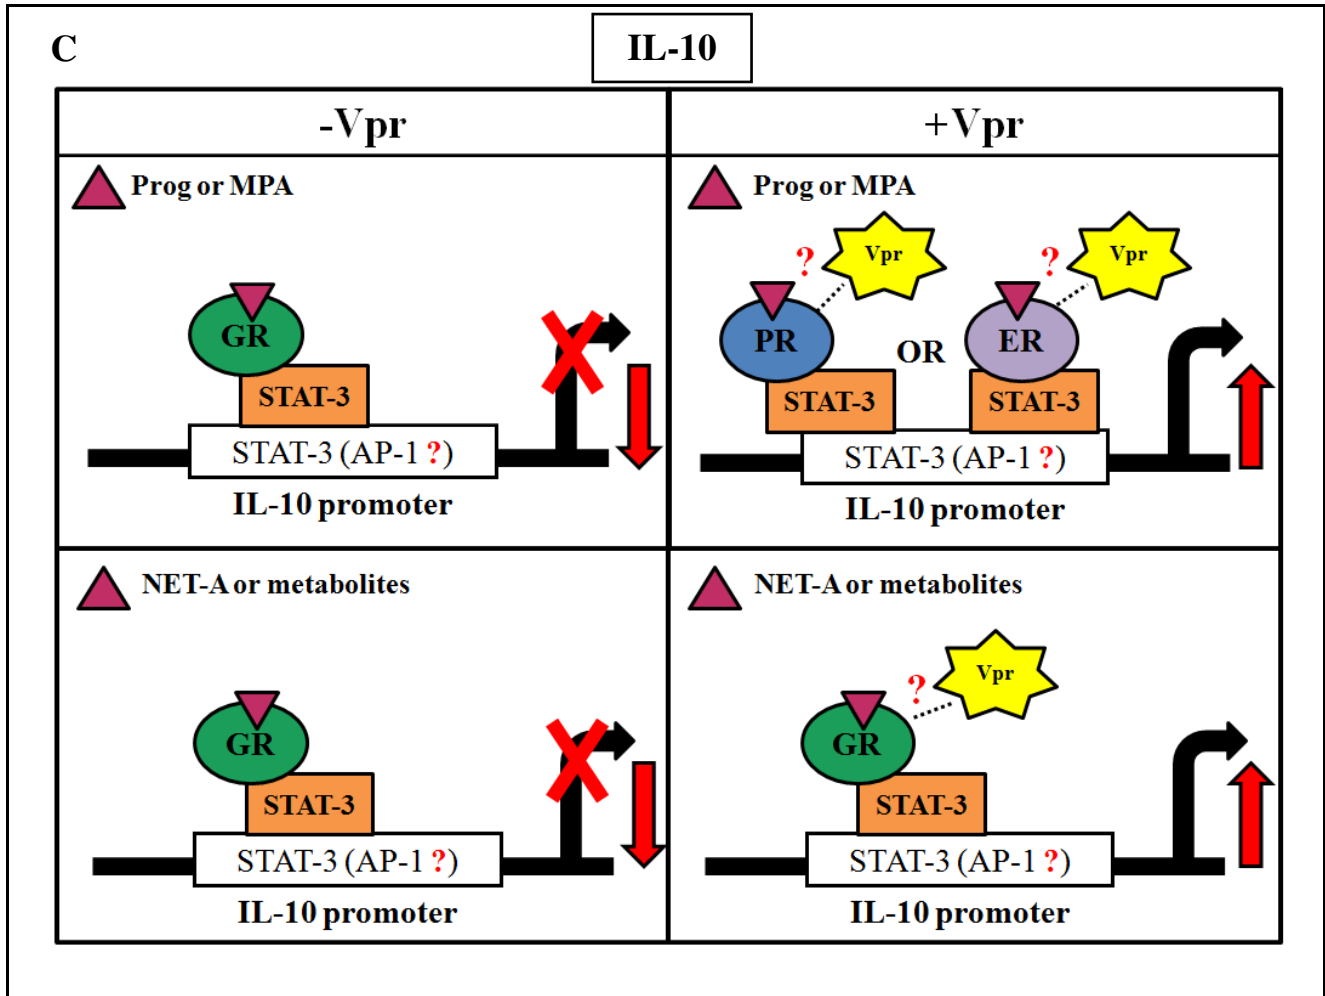 C
IL-10
-Vpr
+Vpr
Prog or MPA
GR
STAT-3
STAT-3 (AP-1 ?)
IL-10 promoter
Prog or MPA
? Vpr
? Vpr
PR
OR
ER
STAT-3
STAT-3
STAT-3 (AP-1 ?)
IL-10 promoter
NET-A or metabolites
GR
STAT-3
STAT-3 (AP-1 ?)
IL-10 promoter
NET-A or metabolites
? Vpr
GR
STAT-3
STAT-3 (AP-1 ?)
IL-10 promoter